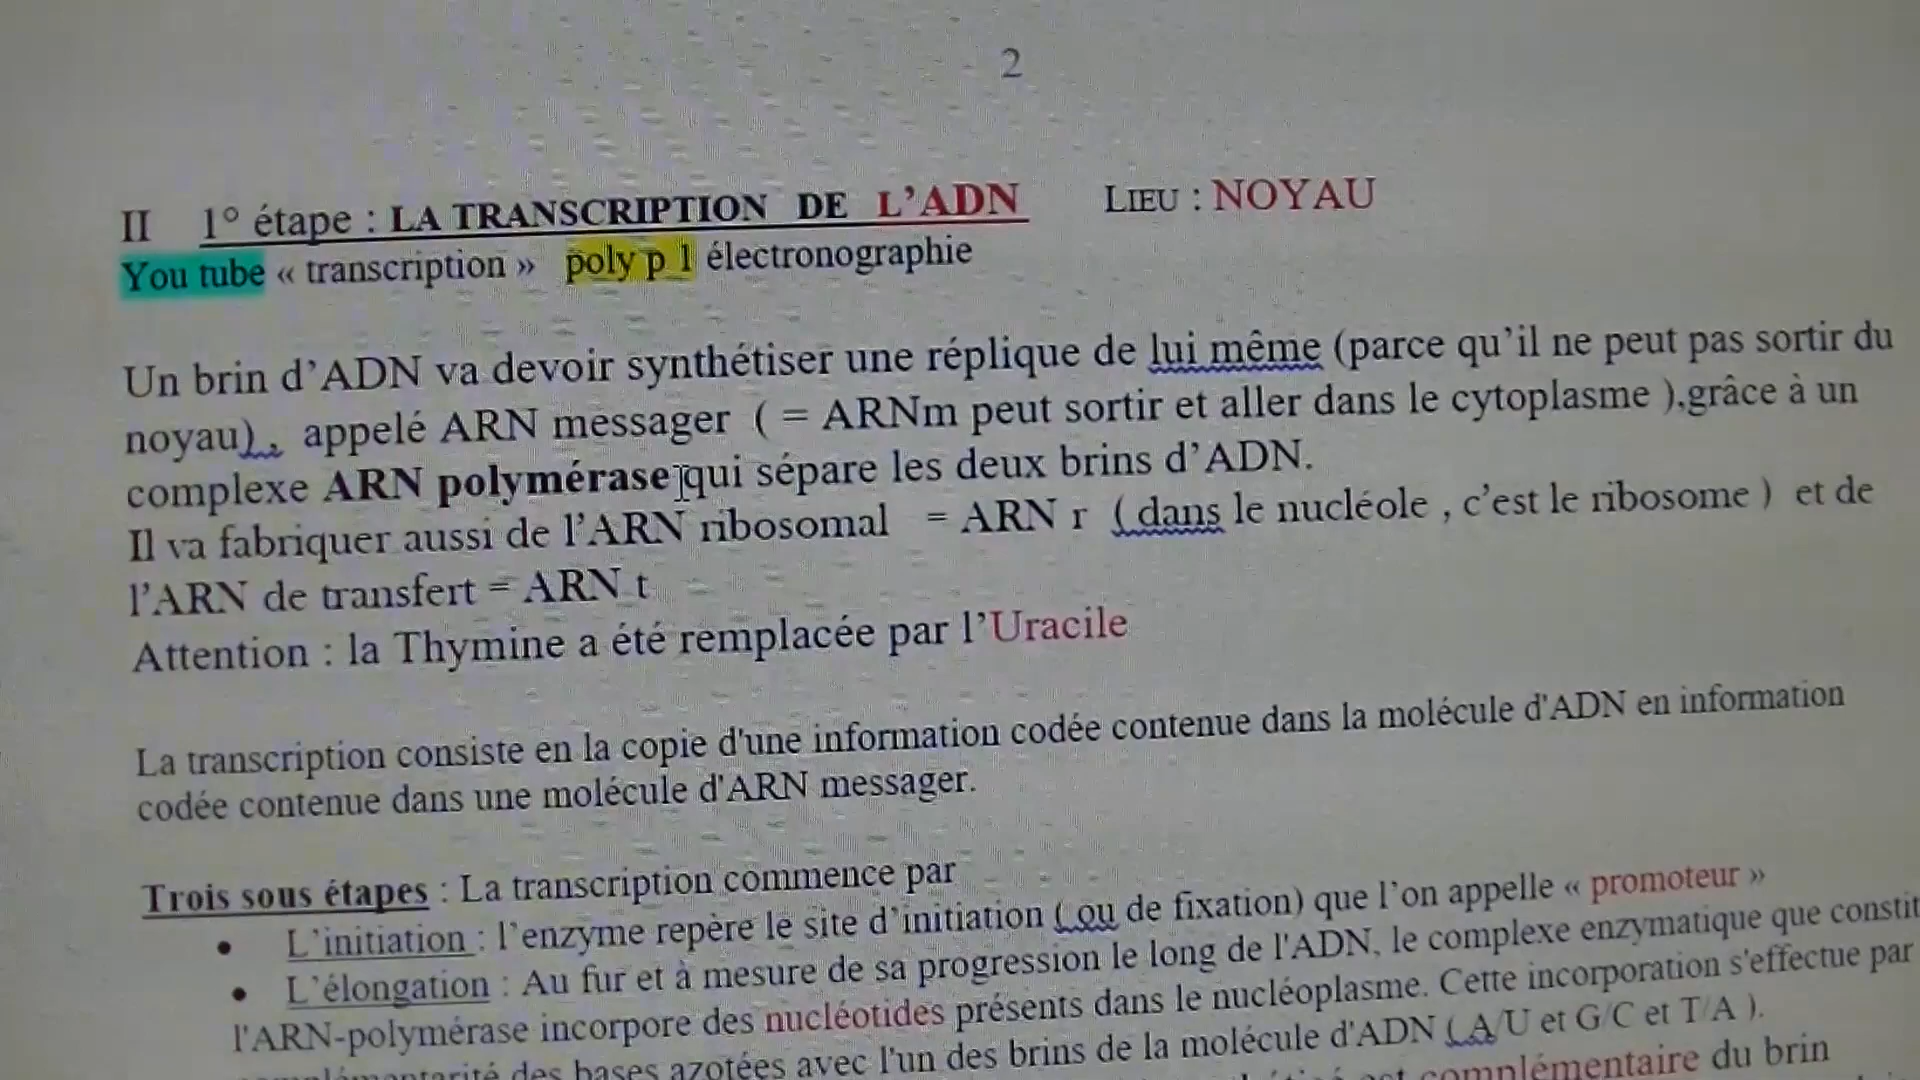 2
II 1° étape : LA TRANSCRIPTION DE L'ADN LIEU : NOYAU
You tube « transcription » poly p 1 électronographie
Un brin d'ADN va devoir synthétiser une réplique de lui même (parce qu'il ne peut pas sortir du
noyau) , appelé ARN messager ( = ARNm peut sortir et aller dans le cytoplasme ).grâce à un
complexe ARN polymérase qui sépare les deux brins d'ADN.
Il va fabriquer aussi de l'ARN ribosomal = ARN r ( dans le nucléole , c'est le ribosome ) et de
l'ARN de transfert = ARN t
Attention : la Thymine a été remplacée par l'Uracile
La transcription consiste en la copie d'une information codée contenue dans la molécule d'ADN en information
codée contenue dans une molécule d'ARN messager.
Trois sous étapes : La transcription commence par
• L'initiation : l'enzyme repère le site d'initiation ( ou de fixation) que l'on appelle « promoteur »
• L'élongation : Au fur et à mesure de sa progression le long de l'ADN, le complexe enzymatique que constit
l'ARN-polymérase incorpore des nucléotides présents dans le nucléoplasme. Cette incorporation s'effectue par
des bases azotées avec l'un des brins de la molécule d'ADN ( A/U et G/C et T/A ).
complémentaire du brin